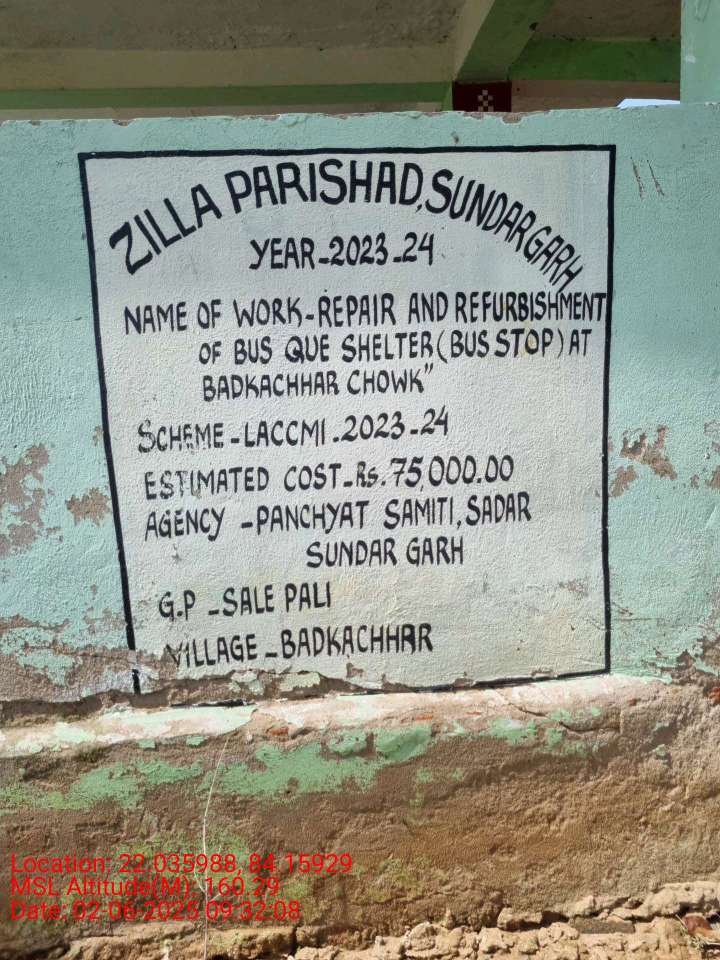 ZILLA PARISHAD, SUNDARGARH
YEAR-2023-24
NAME OF WORK-REPAIR AND REFURBISHMENT
OF BUS QUE SHELTER (BUS STOP) AT
BADKACHHAR CHOWK"
SCHEME-LACCMI-2023-24
ESTIMATED COST-Rs. 75,000.00
AGENCY -PANCHYAT SAMITI, SADAR
SUNDAR GARH
G.P -SALE PALI
VILLAGE-BADKACHHAR
Location: 22.035988, 84.15929
MSL Altitude(M): 160.29
Date: 02-06-2025 09:32:08